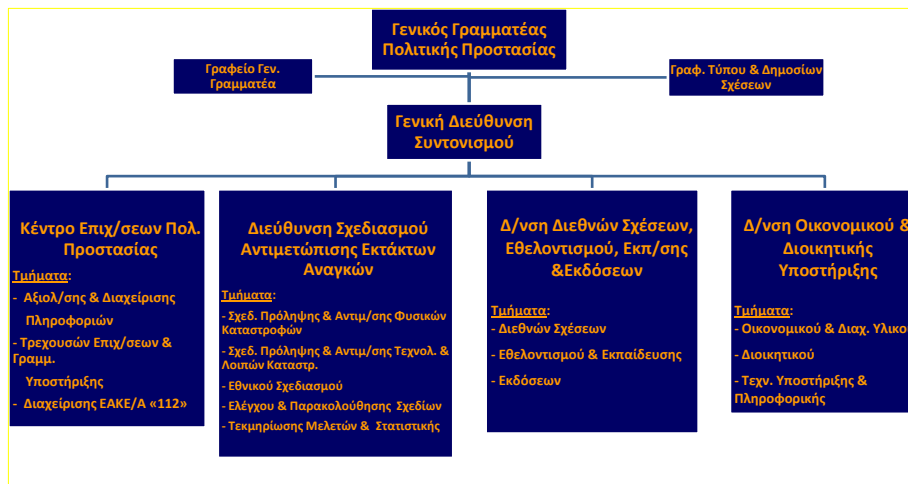 Γενικός Γραμματέας
Πολιτικής Προστασίας
Γραφείο Γεν.
Γραμματέα
Γραφ. Τύπου & Δημοσίων
Σχέσεων
Γενική Διεύθυνση
Συντονισμού
Κέντρο Επιχ/σεων Πολ.
Προστασίας
Τμήματα:
- Αξιολ/σης & Διαχείρισης
Πληροφοριών
- Τρεχουσών Επιχ/σεων &
Γραμμ.
Υποστήριξης
- Διαχείρισης ΕΑΚΕ/Α «112»
Διεύθυνση Σχεδιασμού
Αντιμετώπισης Εκτάκτων
Αναγκών
Τμήματα:
- Σχεδ. Πρόληψης & Αντιμ/σης Φυσικών
Καταστροφών
- Σχεδ. Πρόληψης & Αντιμ/σης Τεχνολ. &
Λοιπών Καταστρ.
- Εθνικού Σχεδιασμού
- Ελέγχου & Παρακολούθησης Σχεδίων
- Τεκμηρίωσης Μελετών & Στατιστικής
Δ/νση Διεθνών Σχέσεων,
Εθελοντισμού, Εκπ/σης
&Εκδόσεων
Τμήματα:
- Διεθνών Σχέσεων
- Εθελοντισμού & Εκπαίδευσης
- Εκδόσεων
Δ/νση Οικονομικού &
Διοικητικής
Υποστήριξης
Τμήματα:
- Οικονομικού & Διαχ. Υλικού
- Διοικητικού
- Τεχν. Υποστήριξης &
Πληροφορικής